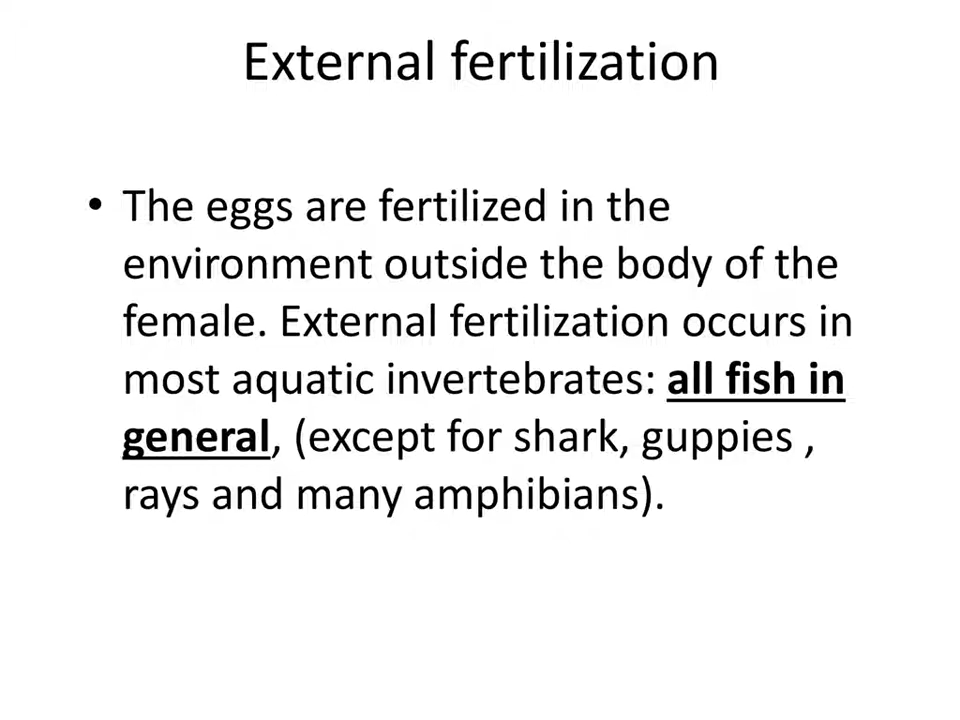 External fertilization
• The eggs are fertilized in the
environment outside the body of the
female. External fertilization occurs in
most aquatic invertebrates: all fish in
general, (except for shark, guppies ,
rays and many amphibians).